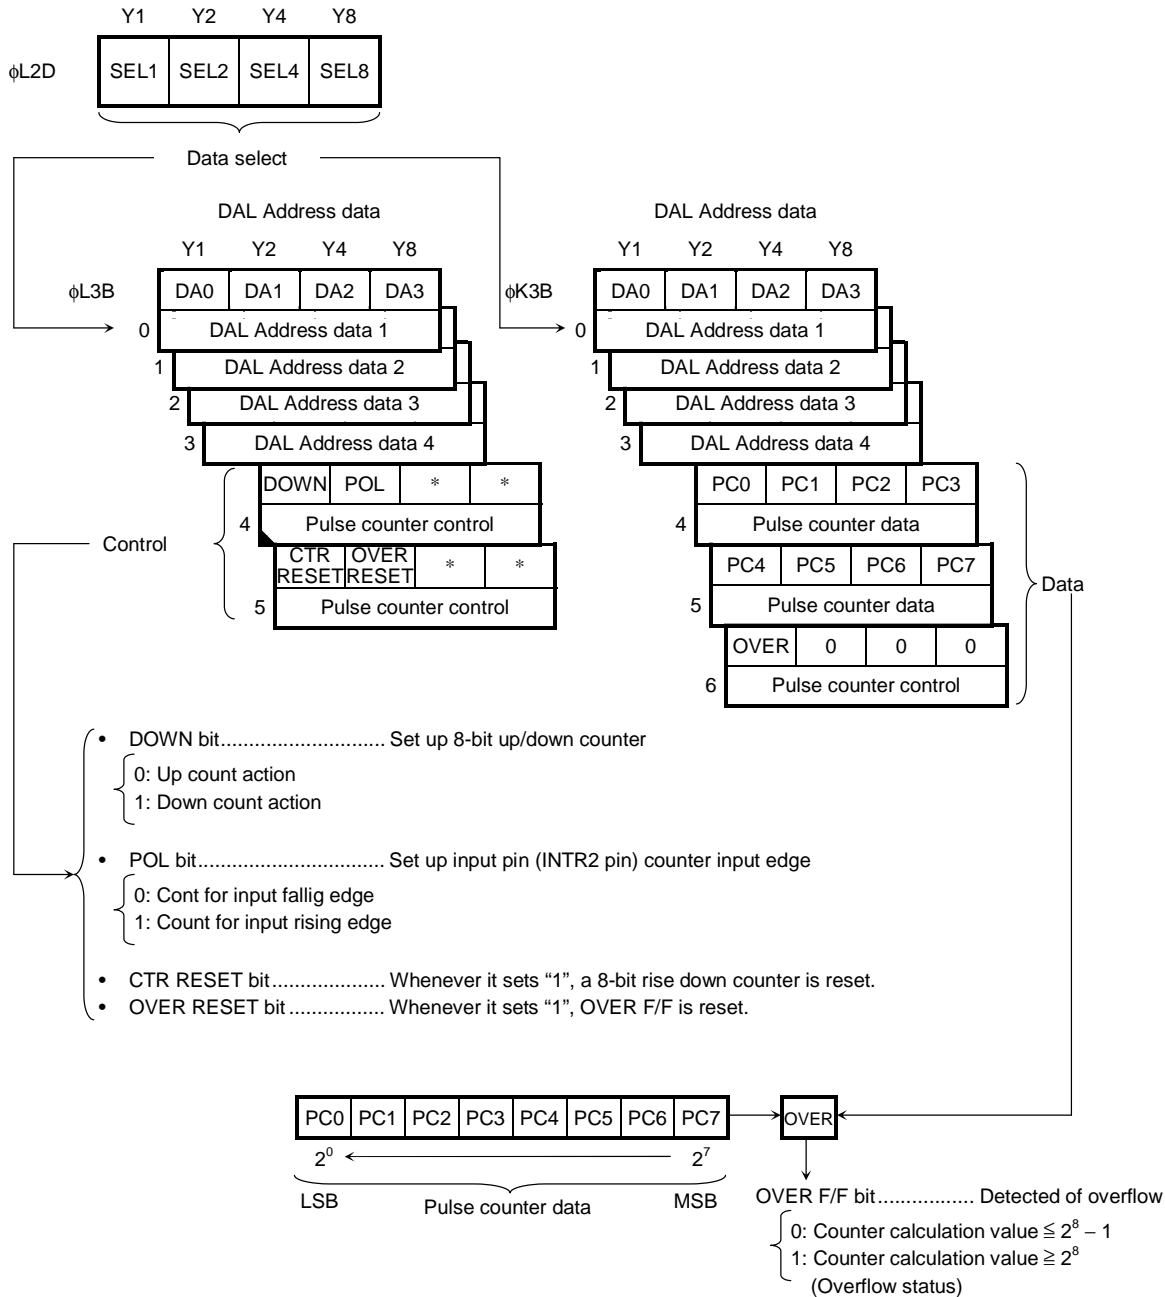 Y1 Y2 Y4 Y8
ϕL2D SEL1 SEL2 SEL4 SEL8
Data select
DAL Address data DAL Address data
Y1 Y2 Y4 Y8 Y1 Y2 Y4 Y8
ϕL3B DA0 DA1 DA2 DA3 ϕK3B DA0 DA1 DA2 DA3
0 DAL Address data 1 0 DAL Address data 1
1 DAL Address data 2 1 DAL Address data 2
2 DAL Address data 3 2 DAL Address data 3
3 DAL Address data 4 3 DAL Address data 4
DOWN POL * * PC0 PC1 PC2 PC3
4 Pulse counter control 4 Pulse counter data
Control
CTR RESET OVER RESET * * PC4 PC5 PC6 PC7
Data
5 Pulse counter control 5 Pulse counter data
OVER 0 0 0
6 Pulse counter control
• DOWN bit............................. Set up 8-bit up/down counter
0: Up count action
1: Down count action
• POL bit................................. Set up input pin (INTR2 pin) counter input edge
0: Cont for input fallig edge
1: Count for input rising edge
• CTR RESET bit.................... Whenever it sets “1”, a 8-bit rise down counter is reset.
• OVER RESET bit................. Whenever it sets “1”, OVER F/F is reset.
PC0 PC1 PC2 PC3 PC4 PC5 PC6 PC7 OVER
2⁰ 2⁷
LSB Pulse counter data MSB
OVER F/F bit................. Detected of overflow
0: Counter calculation value ≦ 2⁸ − 1
1: Counter calculation value ≧ 2⁸
(Overflow status)